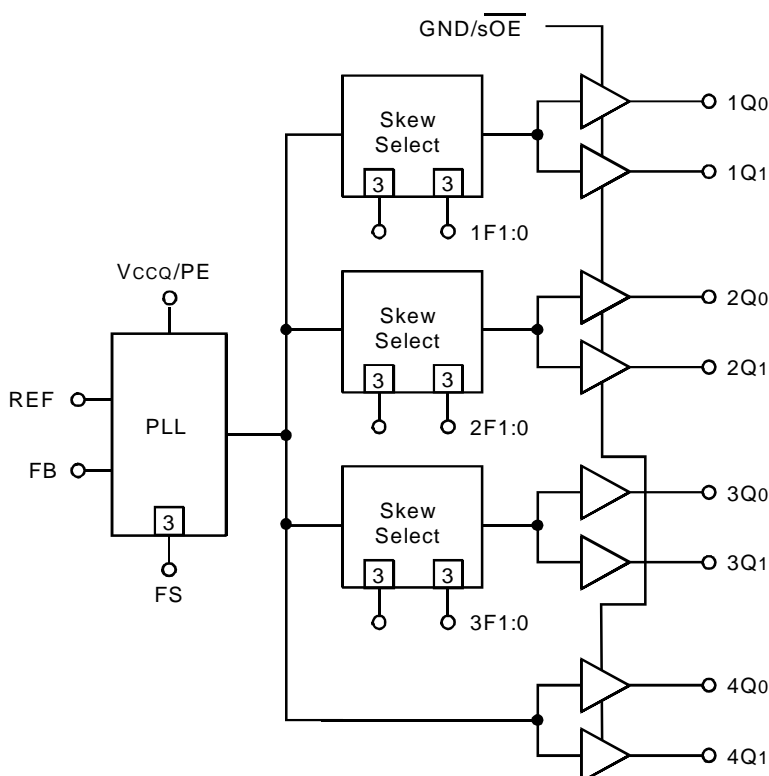 GND/sOE
Skew
Select
3
3
1F1:0
1Q0
1Q1
VCCQ/PE
REF
FB
PLL
3
FS
Skew
Select
3
3
2F1:0
2Q0
2Q1
Skew
Select
3
3
3F1:0
3Q0
3Q1
4Q0
4Q1